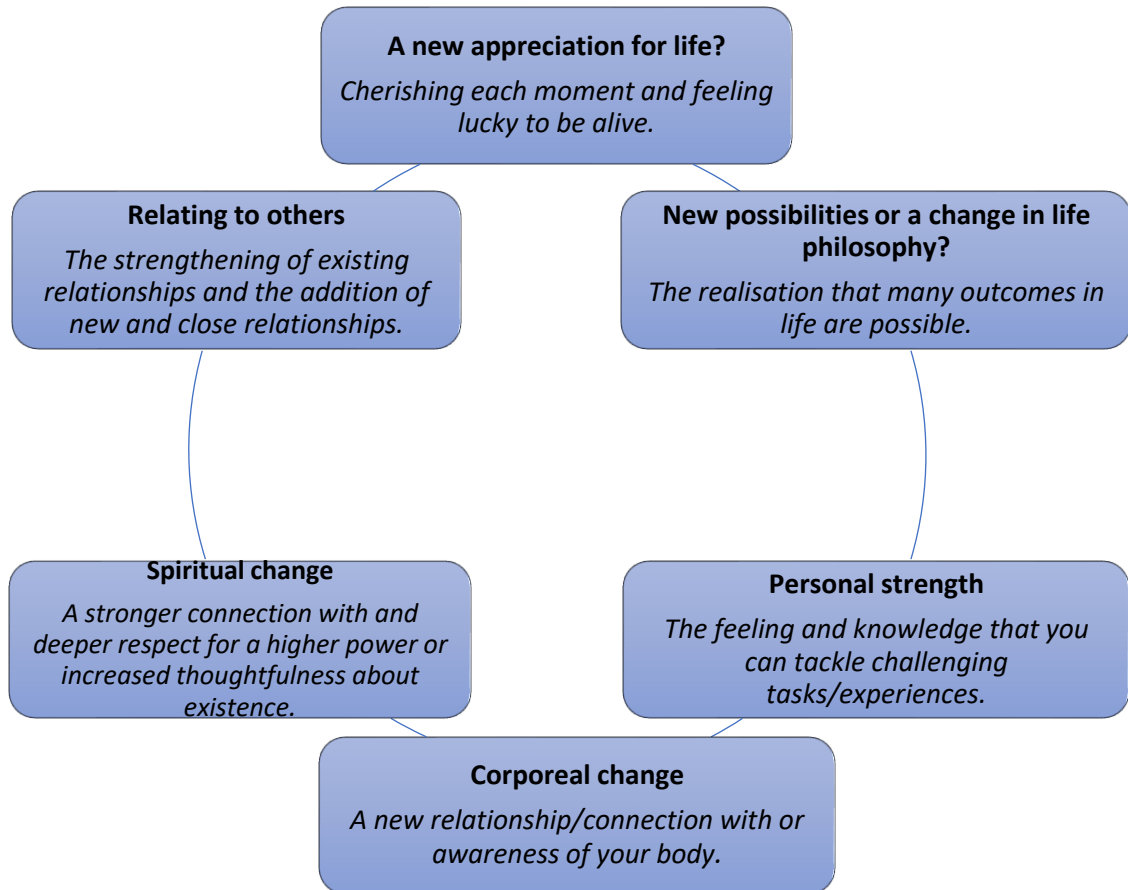 A new appreciation for life?
Cherishing each moment and feeling
lucky to be alive.
New possibilities or a change in life
philosophy?
The realisation that many outcomes in
life are possible.
Personal strength
The feeling and knowledge that you
can tackle challenging
tasks/experiences.
Corporeal change
A new relationship/connection with or
awareness of your body.
Spiritual change
A stronger connection with and
deeper respect for a higher power or
increased thoughtfulness about
existence.
Relating to others
The strengthening of existing
relationships and the addition of
new and close relationships.